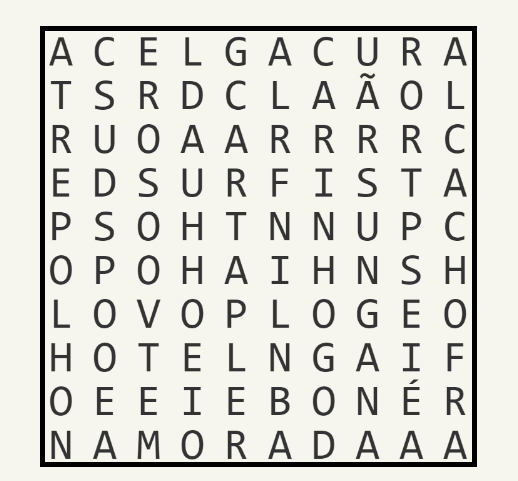 A C E L G A C U R A
T S R D C L A Ã O L
R U O A A R R R R C
E D S U R F I S T A
P S O H T N N U P C
O P O H A I H N S H
L O V O P L O G E O
H O T E L N G A I F
O E E I E B O N É R
N A M O R A D A A A